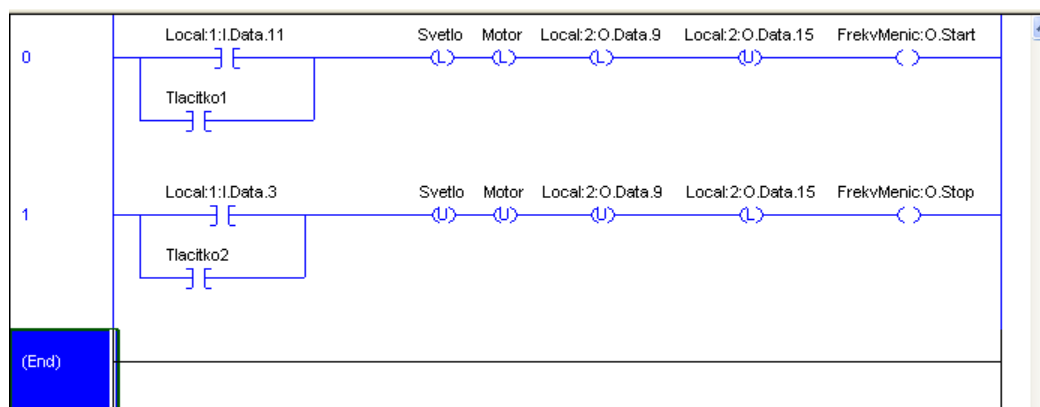 Local:1:I.Data.11 Svetlo Motor Local:2:O.Data.9 Local:2:O.Data.15 FrekvMenic:O.Start
0 L L L U
Tlacitko1
Local:1:I.Data.3 Svetlo Motor Local:2:O.Data.9 Local:2:O.Data.15 FrekvMenic:O.Stop
1 U U U L
Tlacitko2
(End)